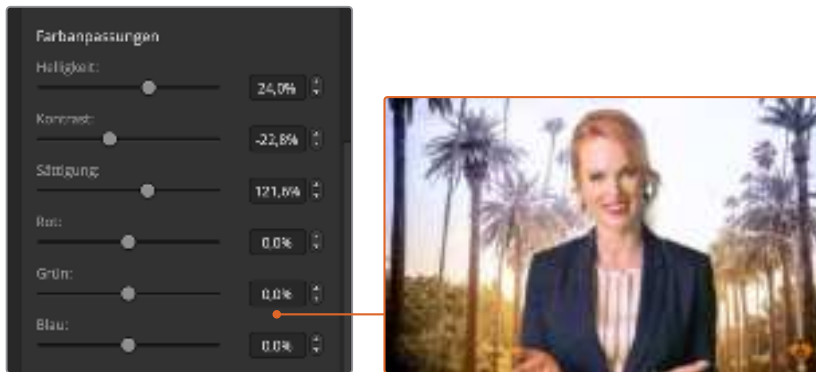 Farbanpassungen
Helligkeit:
24,0%
Kontrast:
-22,8%
Sättigung:
121,6%
Rot:
0,0%
Grün:
0,0%
Blau:
0,0%